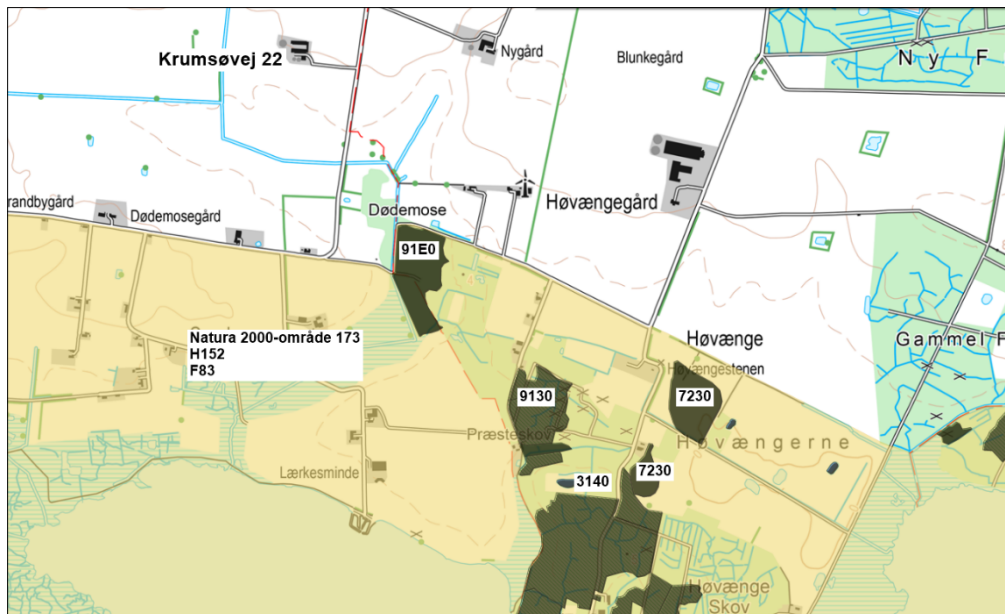 Krumsøvej 22
Nygård
Blunkegård
Ny F
randbygård
Dødemosegård
Dødemose
Høvængegård
91E0
Natura 2000-område 173
H152
F83
Høvænge
Høvængestenen
Gammel F
9130
7230
Præsteskov
Høvængerne
Lærkesminde
3140
7230
Høvænge
Skov